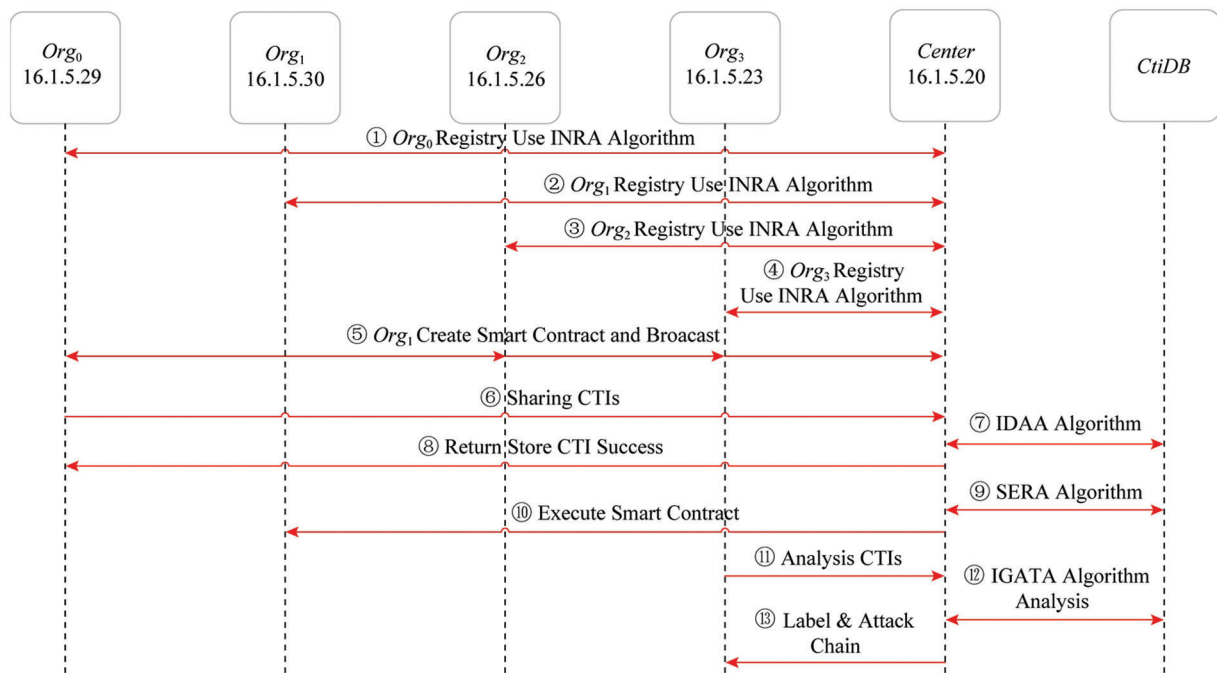 Org₀
16.1.5.29
Org₁
16.1.5.30
Org₂
16.1.5.26
Org₃
16.1.5.23
Center
16.1.5.20
CtiDB
① Org₀ Registry Use INRA Algorithm
② Org₁ Registry Use INRA Algorithm
③ Org₂ Registry Use INRA Algorithm
④ Org₃ Registry
Use INRA Algorithm
⑤ Org₁ Create Smart Contract and Broacast
⑥ Sharing CTIs
⑦ IDAA Algorithm
⑧ Return Store CTI Success
⑨ SERA Algorithm
⑩ Execute Smart Contract
⑪ Analysis CTIs
⑫ IGATA Algorithm
Analysis
⑬ Label & Attack
Chain